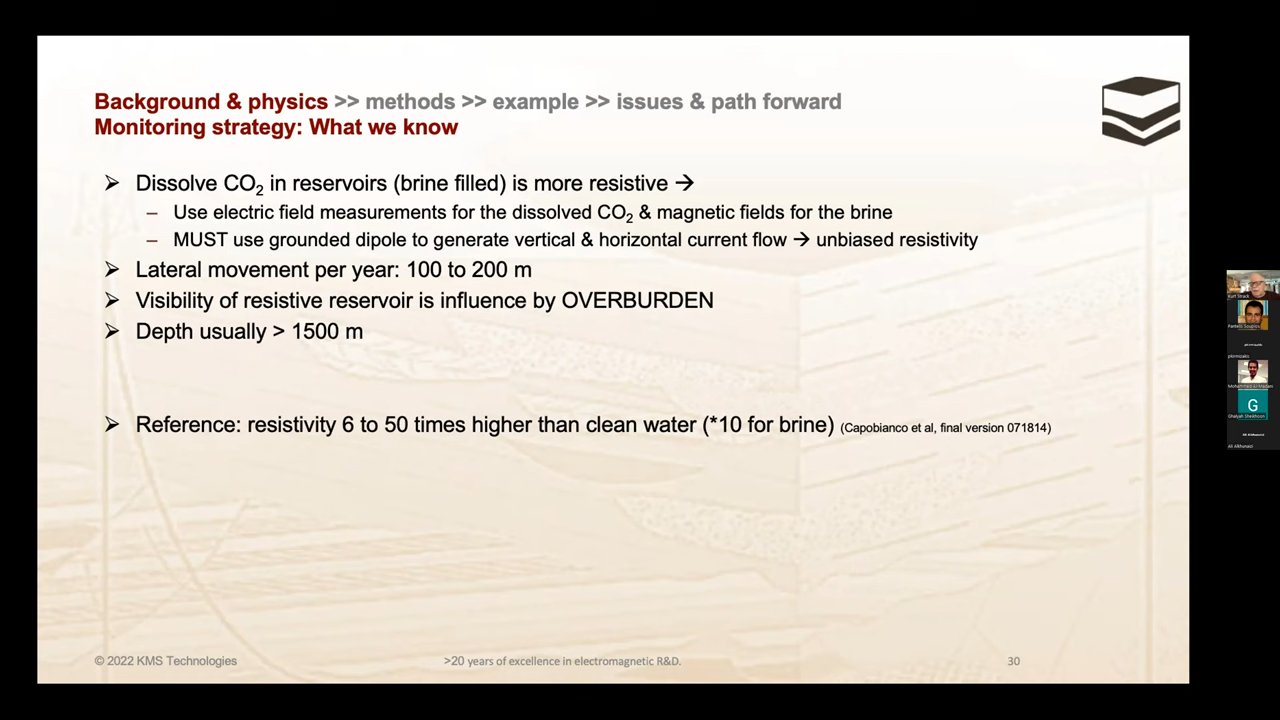 Background & physics >> methods >> example >> issues & path forward
Monitoring strategy: What we know
➢ Dissolve CO₂ in reservoirs (brine filled) is more resistive →
– Use electric field measurements for the dissolved CO₂ & magnetic fields for the brine
– MUST use grounded dipole to generate vertical & horizontal current flow → unbiased resistivity
➢ Lateral movement per year: 100 to 200 m
➢ Visibility of resistive reservoir is influence by OVERBURDEN
➢ Depth usually > 1500 m
➢ Reference: resistivity 6 to 50 times higher than clean water (*10 for brine) (Capobianco et al, final version 071814)
© 2022 KMS Technologies
>20 years of excellence in electromagnetic R&D.
30
Kurt Strack
G